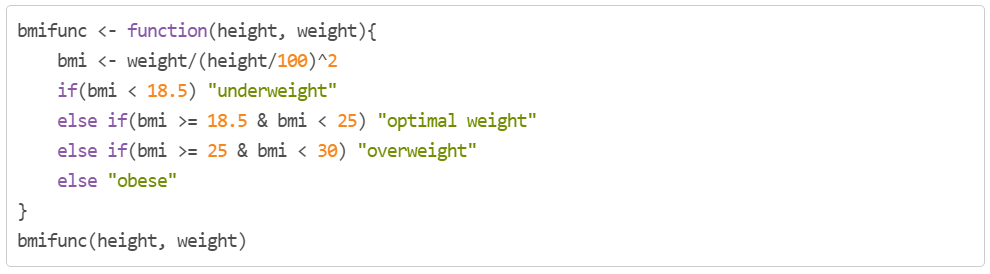 bmifunc <- function(height, weight){
    bmi <- weight/(height/100)^2
    if(bmi < 18.5) "underweight"
    else if(bmi >= 18.5 & bmi < 25) "optimal weight"
    else if(bmi >= 25 & bmi < 30) "overweight"
    else "obese"
}
bmifunc(height, weight)